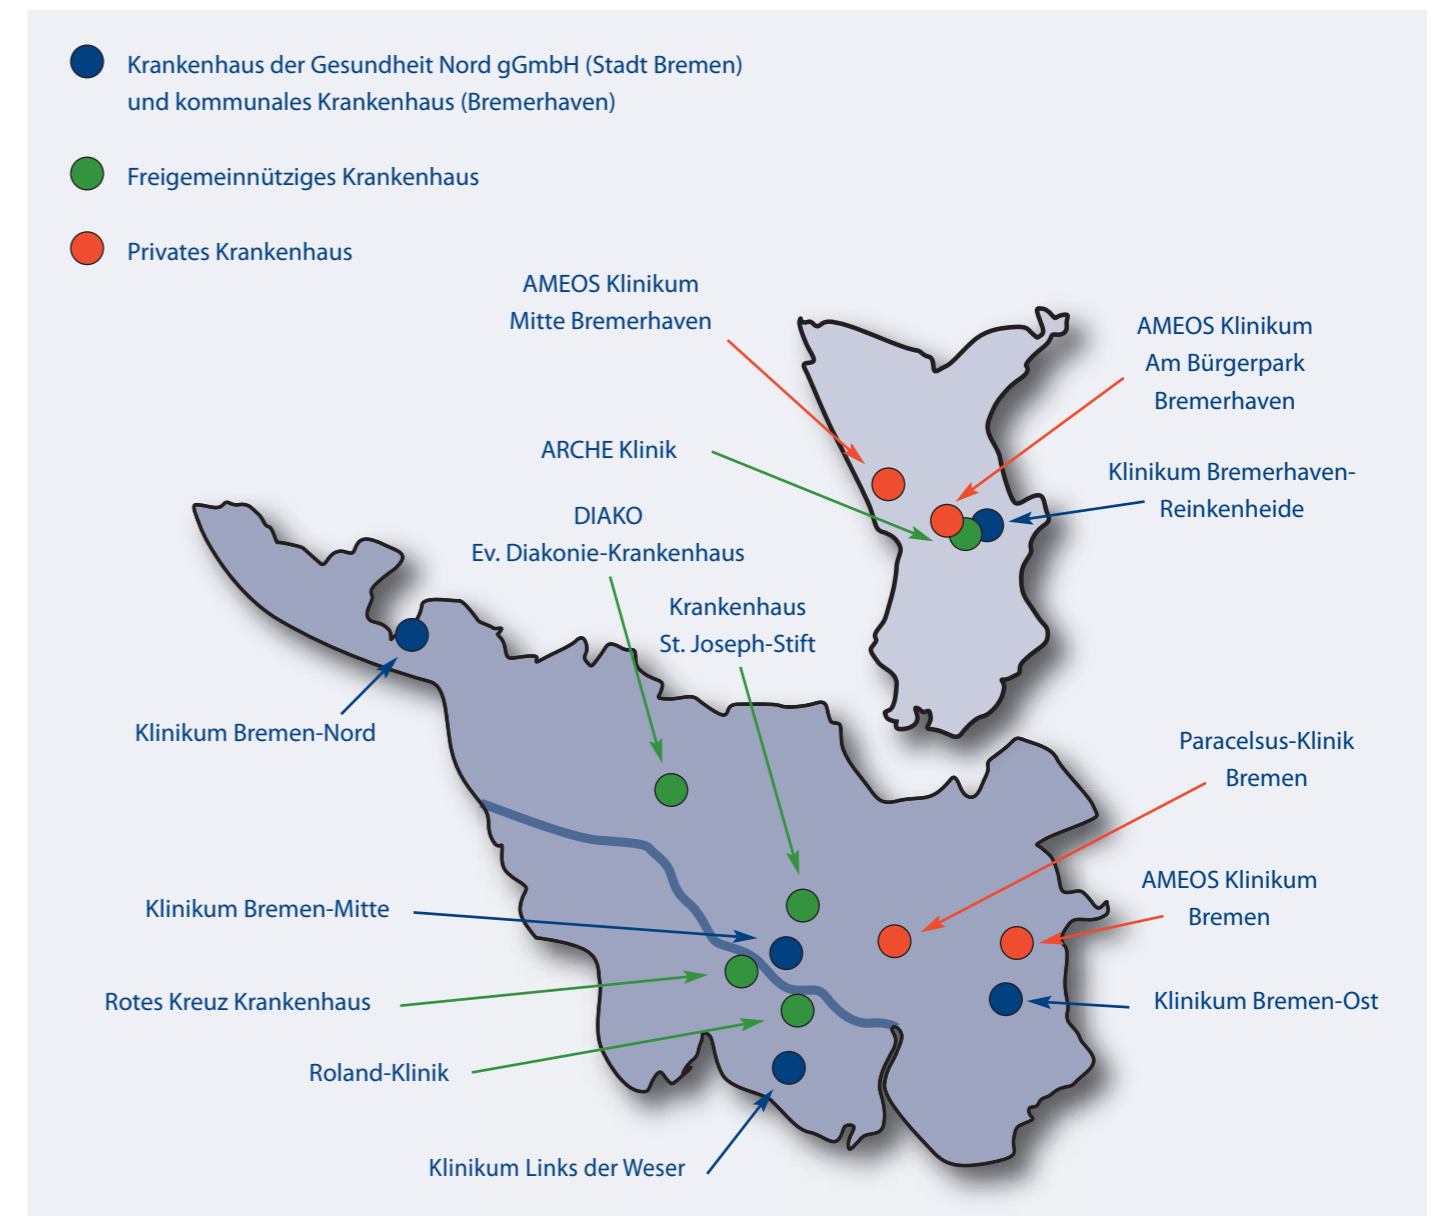 Krankenhaus der Gesundheit Nord gGmbH (Stadt Bremen)
und kommunales Krankenhaus (Bremerhaven)
Freigemeinnütziges Krankenhaus
Privates Krankenhaus
AMEOS Klinikum
Mitte Bremerhaven
AMEOS Klinikum
Am Bürgerpark
Bremerhaven
ARCHE Klinik
Klinikum Bremerhaven-
Reinkenheide
DIAKO
Ev. Diakonie-Krankenhaus
Krankenhaus
St. Joseph-Stift
Klinikum Bremen-Nord
Paracelsus-Klinik
Bremen
AMEOS Klinikum
Bremen
Klinikum Bremen-Mitte
Rotes Kreuz Krankenhaus
Klinikum Bremen-Ost
Roland-Klinik
Klinikum Links der Weser